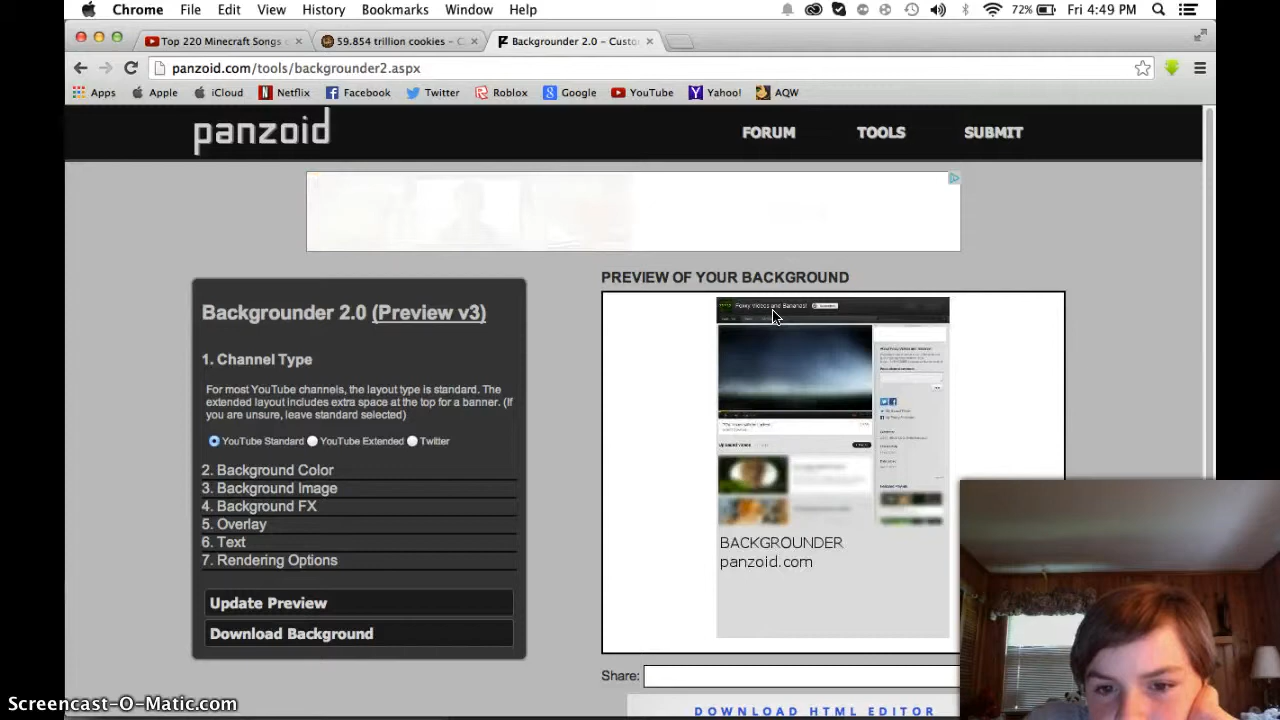 Chrome File Edit View History Bookmarks Window Help 72% Fri 4:49 PM
Top 220 Minecraft Songs 59.854 trillion cookies - C Backgrounder 2.0 - Custo
panzoid.com/tools/backgrounder2.aspx
Apps Apple iCloud Netflix Facebook Twitter Roblox Google YouTube Yahoo! AQW
panzoid FORUM TOOLS SUBMIT
PREVIEW OF YOUR BACKGROUND
Foxy Videos and Bananas!
Backgrounder 2.0 (Preview v3)
1. Channel Type
For most YouTube channels, the layout type is standard. The
extended layout includes extra space at the top for a banner. (If
you are unsure, leave standard selected)
YouTube Standard YouTube Extended Twitter
2. Background Color
3. Background Image
4. Background FX
5. Overlay
6. Text
7. Rendering Options
Update Preview
Download Background
BACKGROUNDER
panzoid.com
Share:
DOWNLOAD HTML EDITOR
Screencast-O-Matic.com